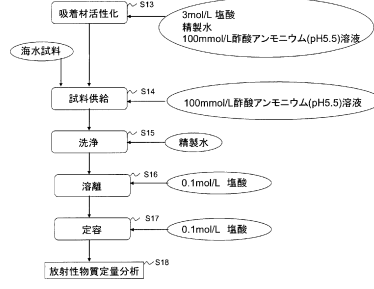 吸着材活性化
S13
3mol/L 塩酸
精製水
100mmol/L酢酸アンモニウム(pH5.5)溶液
海水試料
試料供給
S14
100mmol/L酢酸アンモニウム(pH5.5)溶液
洗浄
S15
精製水
溶離
S16
0.1mol/L 塩酸
定容
S17
0.1mol/L 塩酸
放射性物質定量分析
S18